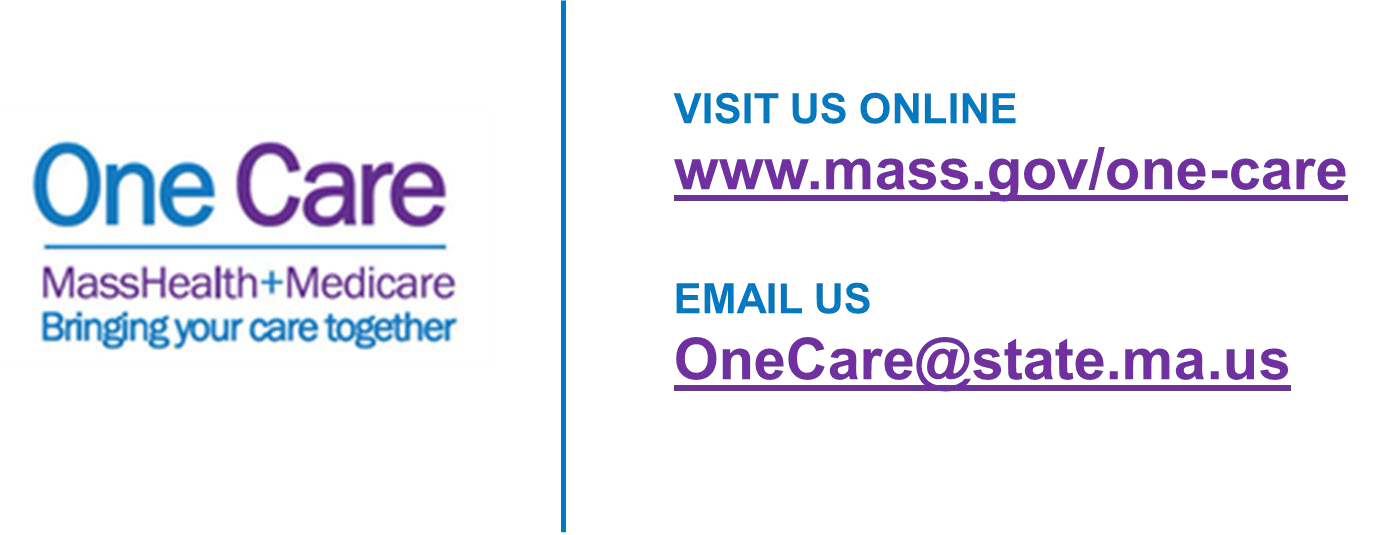 One Care
MassHealth+Medicare
Bringing your care together
VISIT US ONLINE
www.mass.gov/one-care
EMAIL US
OneCare@state.ma.us